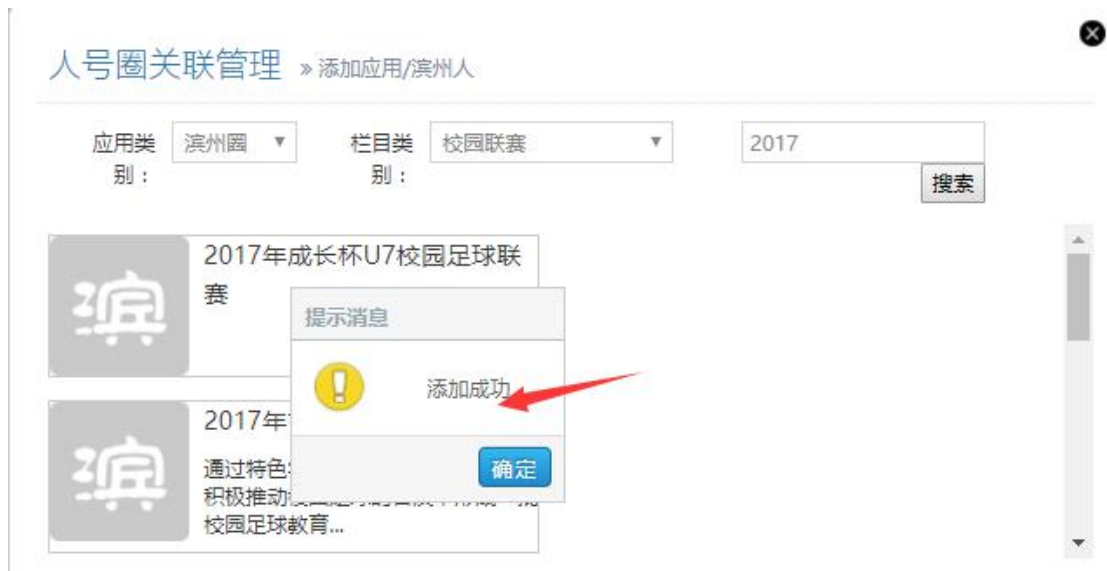 人号圈关联管理 » 添加应用/滨州人
应用类别： 滨州圈 栏目类别： 校园联赛 2017
搜索
滨
2017年成长杯U7校园足球联
赛
提示消息
添加成功
确定
滨
2017年
通过特色
积极推动
校园足球教育...